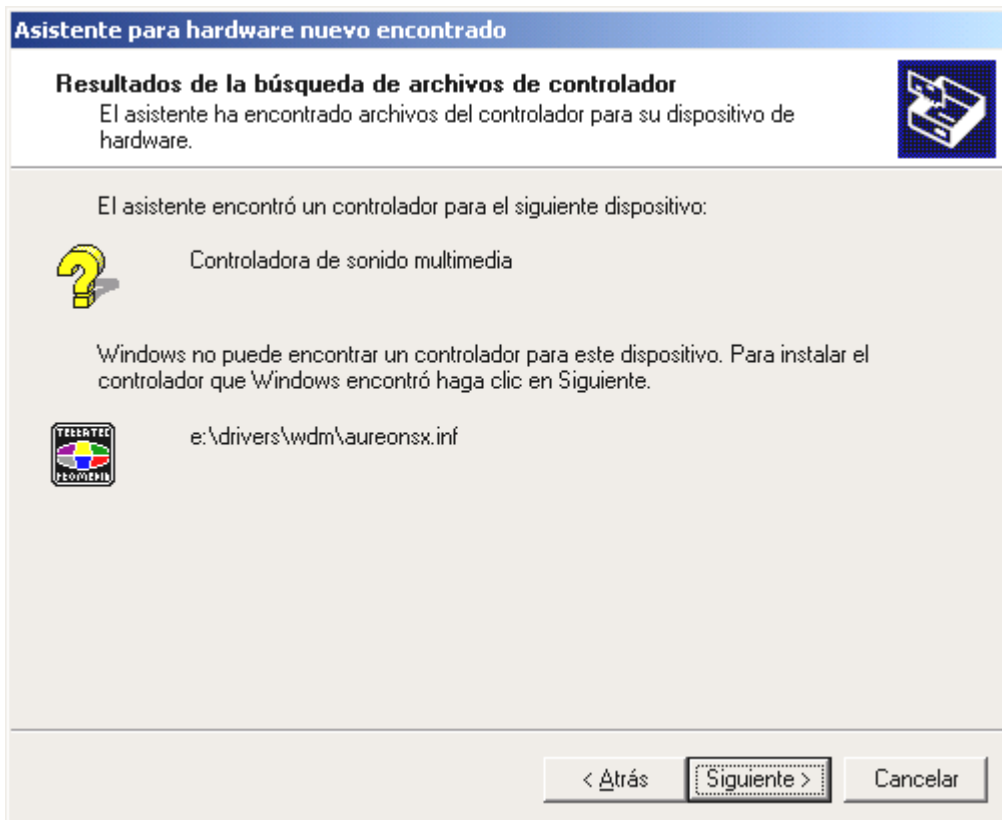 Asistente para hardware nuevo encontrado
Resultados de la búsqueda de archivos de controlador
El asistente ha encontrado archivos del controlador para su dispositivo de
hardware.
El asistente encontró un controlador para el siguiente dispositivo:
Controladora de sonido multimedia
Windows no puede encontrar un controlador para este dispositivo. Para instalar el
controlador que Windows encontró haga clic en Siguiente.
TERRATEC
PROMEDIA
e:\drivers\wdm\aureonsx.inf
< Atrás
Siguiente >
Cancelar